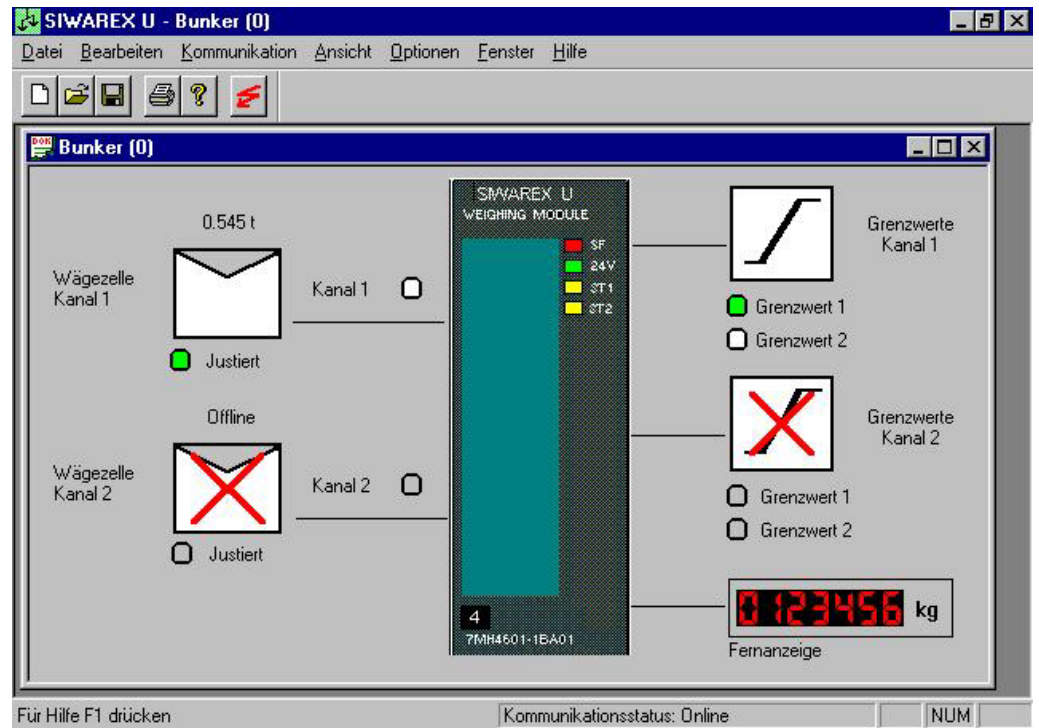 SIWAREX U - Bunker (0)
Datei Bearbeiten Kommunikation Ansicht Optionen Fenster Hilfe
DOK
Bunker (0)
0.545 t
Wägezelle
Kanal 1
Justiert
Kanal 1
Offline
Wägezelle
Kanal 2
Justiert
Kanal 2
SIWAREX U
WEIGHING MODULE
SF
24V
ST1
ST2
4
7MH4601-1BA01
Grenzwerte
Kanal 1
Grenzwert 1
Grenzwert 2
Grenzwerte
Kanal 2
Grenzwert 1
Grenzwert 2
0123456 kg
Fernanzeige
Für Hilfe F1 drücken
Kommunikationsstatus: Online
NUM